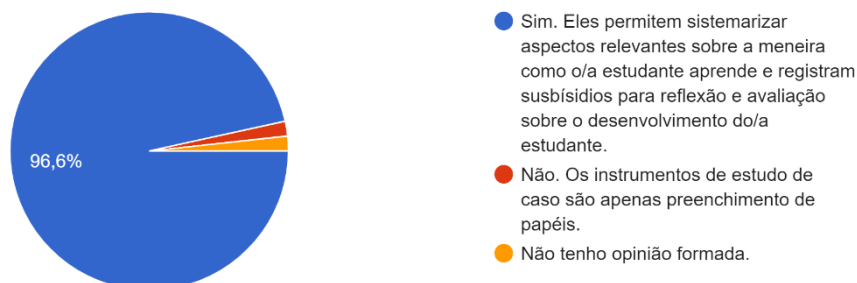 96,6%
Sim. Eles permitem sistemarizar
aspectos relevantes sobre a meneira
como o/a estudante aprende e registram
susbísidios para reflexão e avaliação
sobre o desenvolvimento do/a
estudante.
Não. Os instrumentos de estudo de
caso são apenas preenchimento de
papéis.
Não tenho opinião formada.